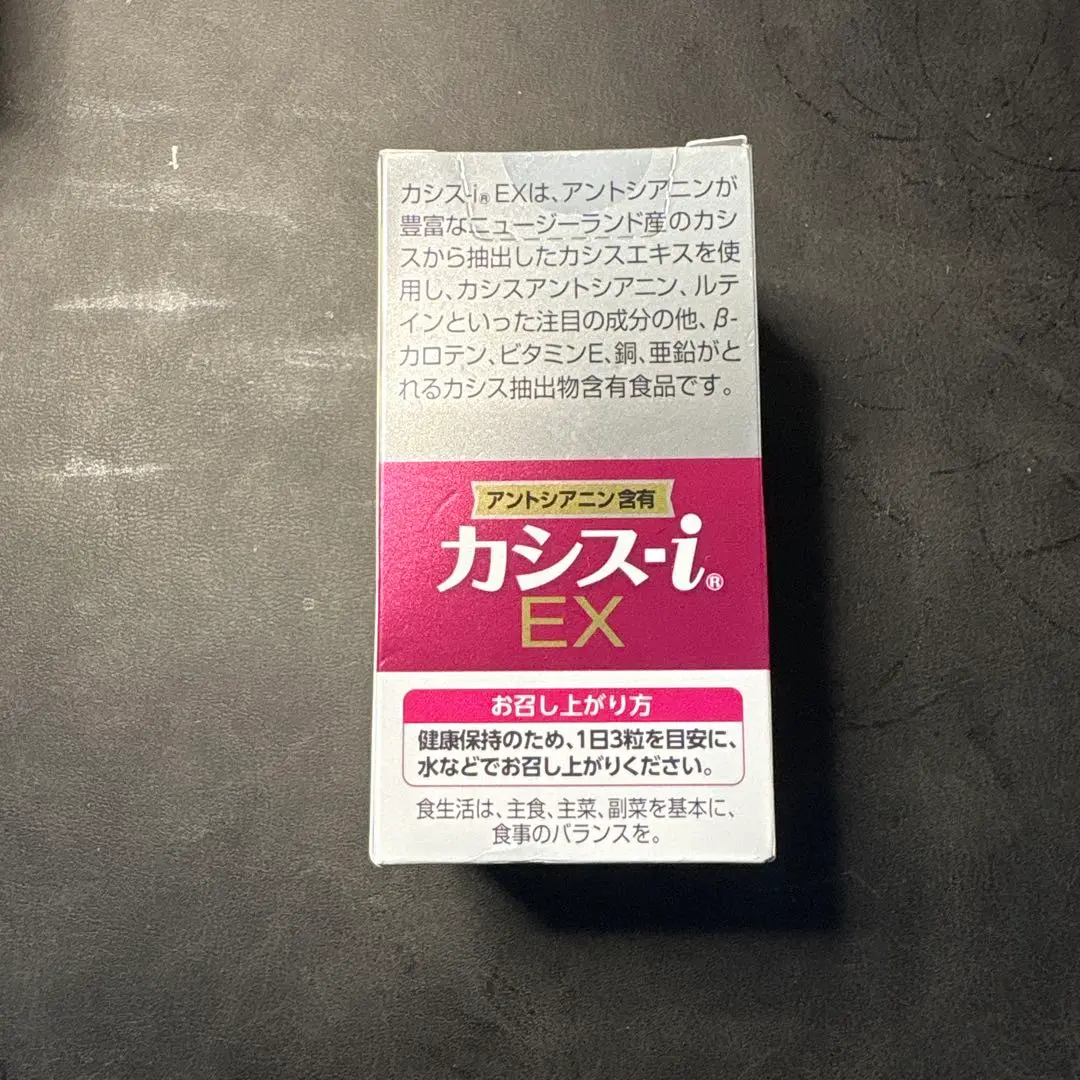 カシス-i® EXは、アントシアニンが
豊富なニュージーランド産のカシ
スから抽出したカシスエキスを使
用し、カシスアントシアニン、ルテ
インといった注目の成分の他、β-
カロテン、ビタミンE、銅、亜鉛がと
れるカシス抽出物含有食品です。
アントシアニン含有
カシス-i®
EX
お召し上がり方
健康保持のため、1日3粒を目安に、
水などでお召し上がりください。
食生活は、主食、主菜、副菜を基本に、
食事のバランスを。